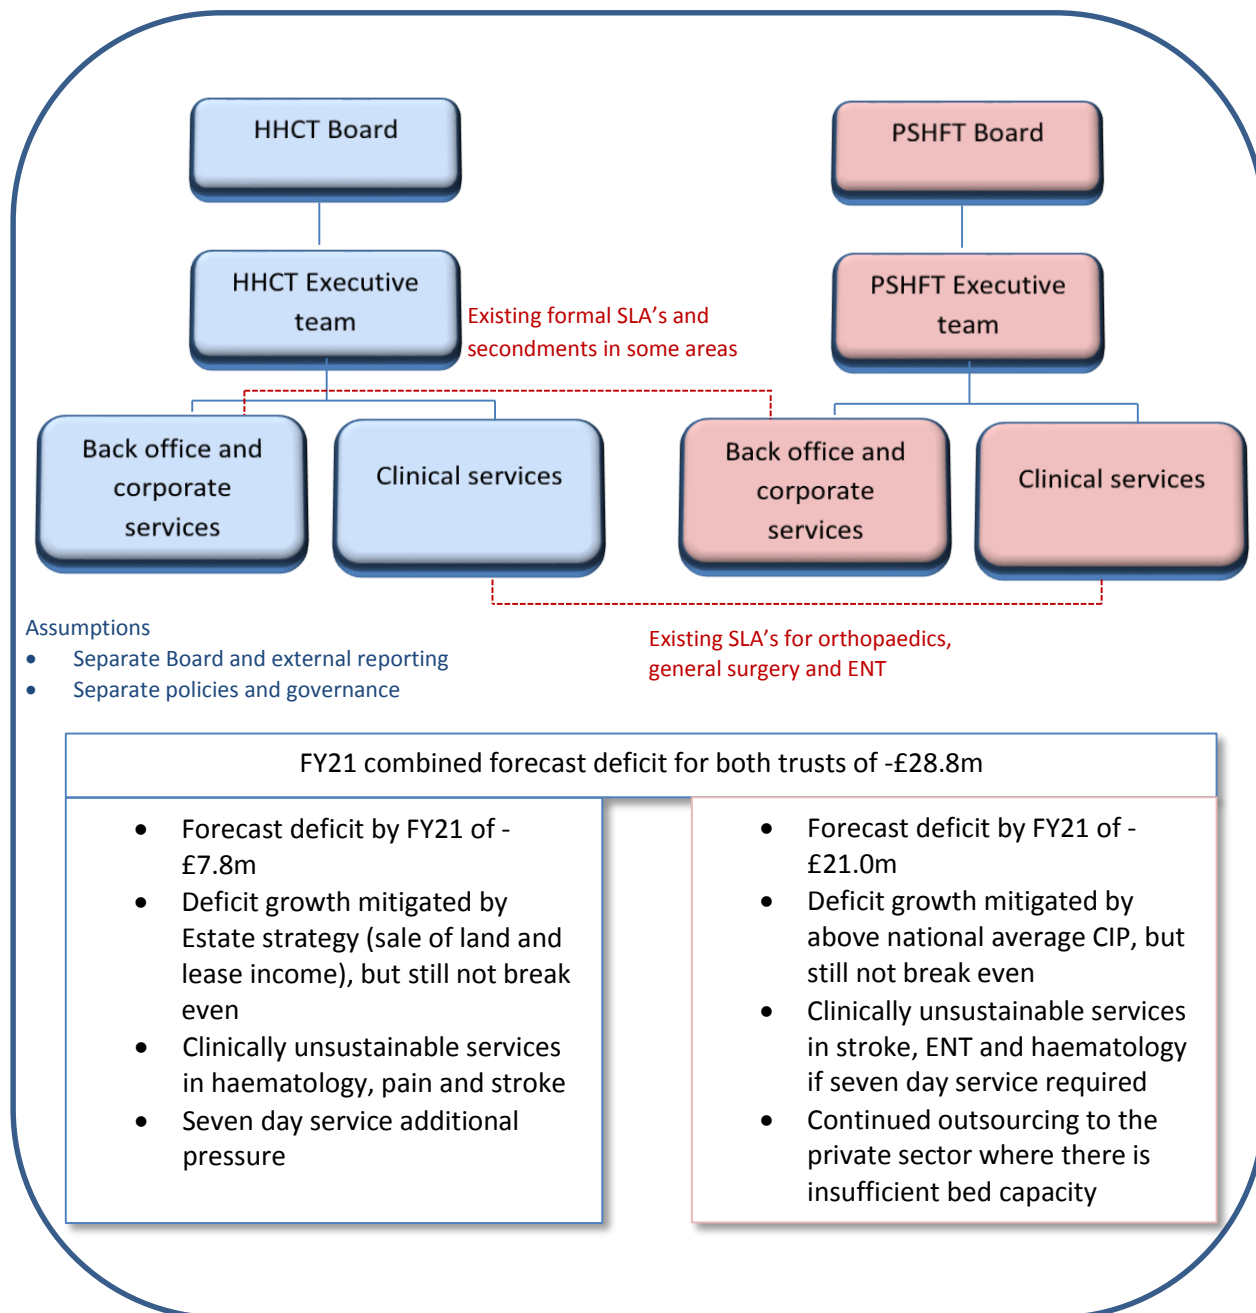 HHCT Board
PSHFT Board
HHCT Executive
team
PSHFT Executive
team
Existing formal SLA's and
secondments in some areas
Back office and
corporate
services
Clinical services
Back office and
corporate
services
Clinical services
Existing SLA's for orthopaedics,
general surgery and ENT
Assumptions
• Separate Board and external reporting
• Separate policies and governance
FY21 combined forecast deficit for both trusts of -£28.8m
• Forecast deficit by FY21 of -
£7.8m
• Deficit growth mitigated by
Estate strategy (sale of land and
lease income), but still not break
even
• Clinically unsustainable services
in haematology, pain and stroke
• Seven day service additional
pressure
• Forecast deficit by FY21 of -
£21.0m
• Deficit growth mitigated by
above national average CIP, but
still not break even
• Clinically unsustainable services
in stroke, ENT and haematology
if seven day service required
• Continued outsourcing to the
private sector where there is
insufficient bed capacity